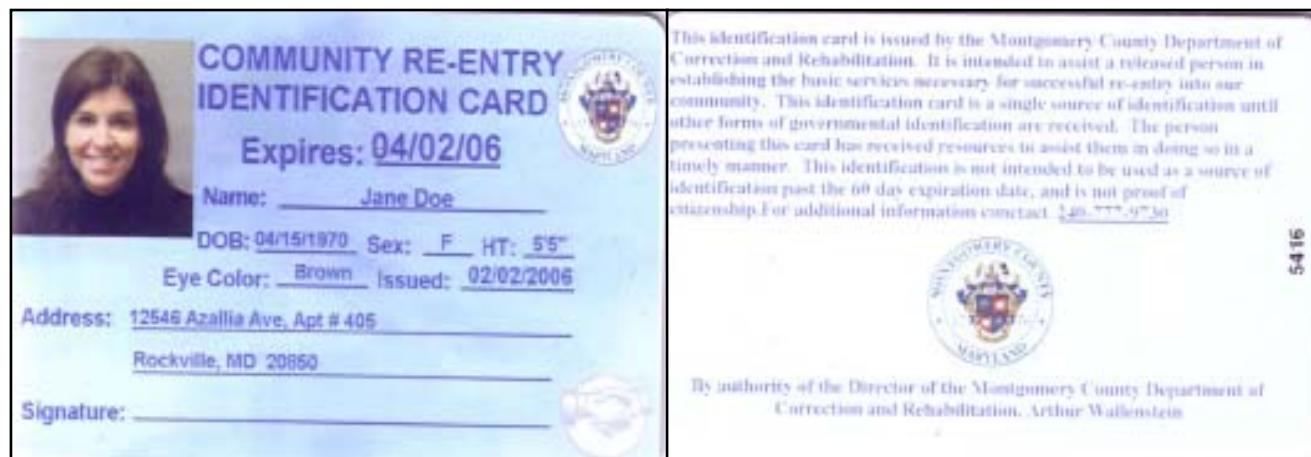 COMMUNITY RE-ENTRY
IDENTIFICATION CARD
Expires: 04/02/06
Name: Jane Doe
DOB: 04/15/1970 Sex: F HT: 5'5"
Eye Color: Brown Issued: 02/02/2006
Address: 12546 Azallia Ave, Apt # 405
Rockville, MD 20850
Signature:
MONTGOMERY COUNTY
MARYLAND
This identification card is issued by the Montgomery County Department of
Correction and Rehabilitation. It is intended to assist a released person in
establishing the basic services necessary for successful re-entry into our
community. This identification card is a single source of identification until
other forms of governmental identification are received. The person
presenting this card has received resources to assist them in doing so in a
timely manner. This identification is not intended to be used as a source of
identification past the 60 day expiration date, and is not proof of
citizenship.For additional information conctact 240-777-9730
5416
MONTGOMERY COUNTY
MARYLAND
By authority of the Director of the Montgomery County Department of
Correction and Rehabilitation, Arthur Wallenstein